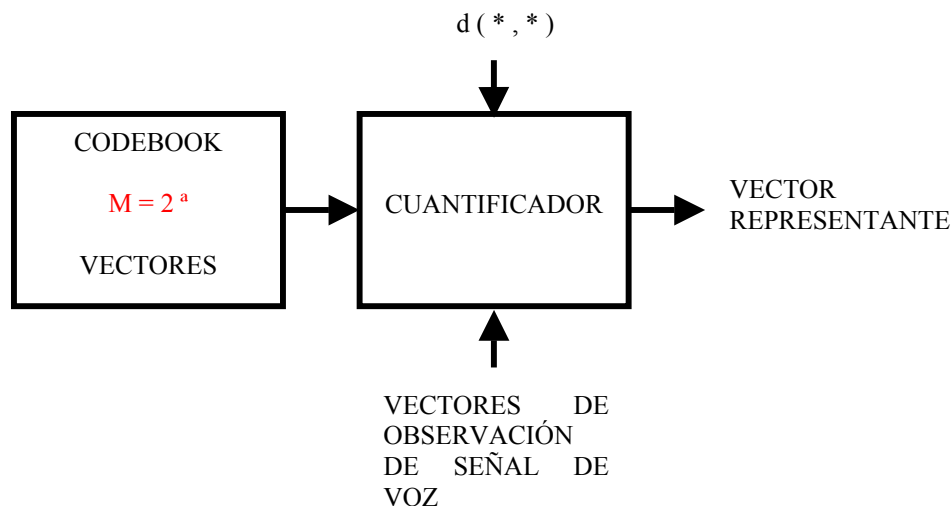 d ( * , * )
CODEBOOK
M = 2 ª
VECTORES
CUANTIFICADOR
VECTOR
REPRESENTANTE
VECTORES DE
OBSERVACIÓN
DE SEÑAL DE
VOZ